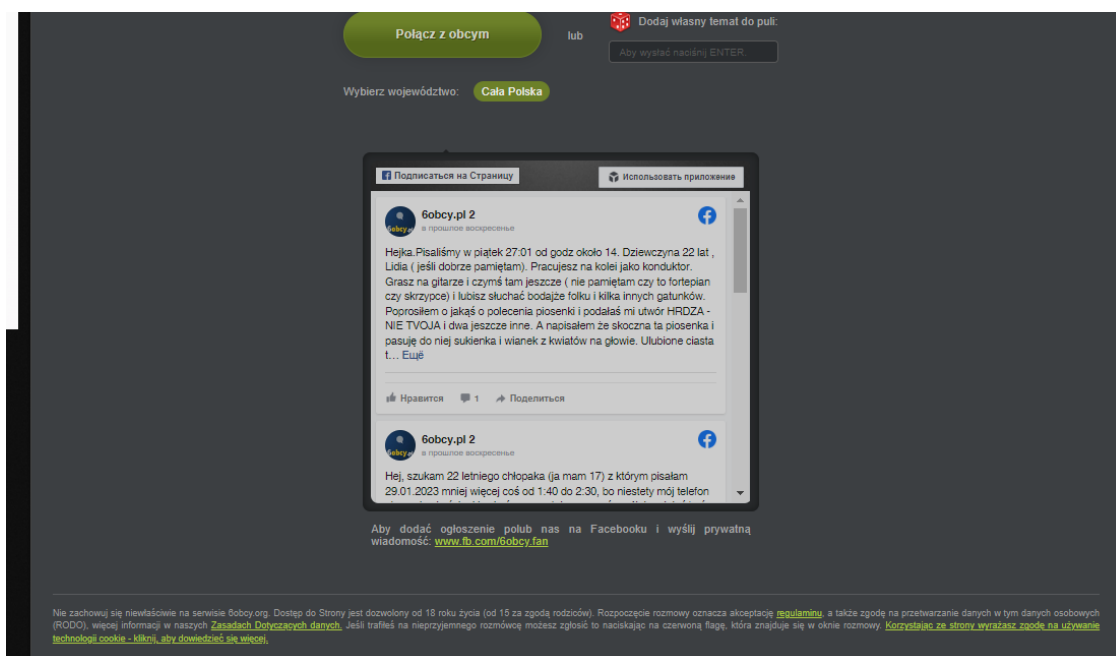 Połącz z obcym
lub
Dodaj własny temat do puli:
Aby wysłać naciśnij ENTER.
Wybierz województwo:
Cała Polska
Подписаться на Страницу
Использовать приложение
6obcy.pl 2
в прошлое воскресенье
Hejka.Pisaliśmy w piątek 27:01 od godz około 14. Dziewczyna 22 lat ,
Lidia ( jeśli dobrze pamiętam). Pracujesz na kolei jako konduktor.
Grasz na gitarze i czymś tam jeszcze ( nie pamiętam czy to fortepian
czy skrzypce) i lubisz słuchać bodajże folku i kilka innych gatunków.
Poprosiłem o jakąś o polecenia piosenki i podałaś mi utwór HRDZA -
NIE TVOJA i dwa jeszcze inne. A napisałem że skoczna ta piosenka i
pasuję do niej sukienka i wianek z kwiatów na głowie. Ulubione ciasta
t... Ещё
Нравится
1
Поделиться
6obcy.pl 2
в прошлое воскресенье
Hej, szukam 22 letniego chłopaka (ja mam 17) z którym pisałam
29.01.2023 mniej więcej coś od 1:40 do 2:30, bo niestety mój telefon
Aby dodać ogłoszenie polub nas na Facebooku i wyślij prywatną
wiadomość: www.fb.com/6obcy.fan
Nie zachowuj się niewłaściwie na serwisie 6obcy.org. Dostęp do Strony jest dozwolony od 18 roku życia (od 15 za zgodą rodziców). Rozpoczęcie rozmowy oznacza akceptację regulaminu, a także zgodę na przetwarzanie danych w tym danych osobowych
(RODO), więcej informacji w naszych Zasadach Dotyczących danych. Jeśli trafiłeś na nieprzyjemnego rozmówcę możesz zgłosić to naciskając na czerwoną flagę, która znajduje się w oknie rozmowy. Korzystając ze strony wyrażasz zgodę na używanie
technologii cookie - kliknij, aby dowiedzieć się więcej.